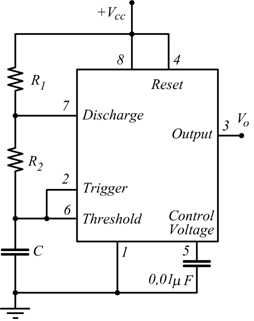 +Vcc
8
4
R1
Reset
7
Discharge
Output
3
Vo
R2
2
Trigger
6
Threshold
Control
Voltage
C
1
5
0,01µF